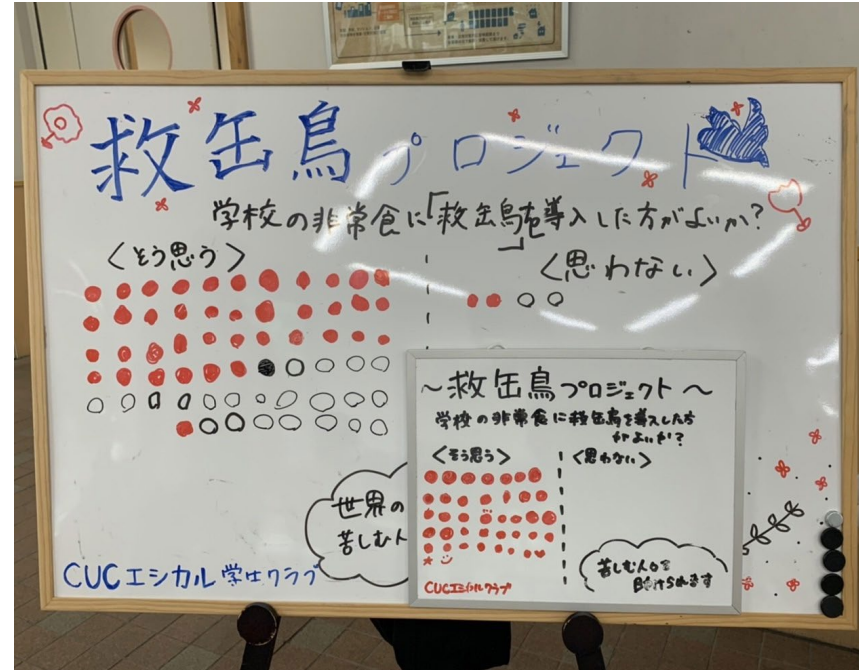 救缶鳥プロジェクト
学校の非常食に「救缶鳥」を導入した方がよいか?
<そう思う>
<思わない>
世界の
苦しむ人
CUCエシカル学生クラブ
~救缶鳥プロジェクト~
学校の非常食に救缶鳥を導入した方
がよいか?
<そう思う>
<思わない>
苦しむ人々を
助けられます
CUCエシカルクラブ